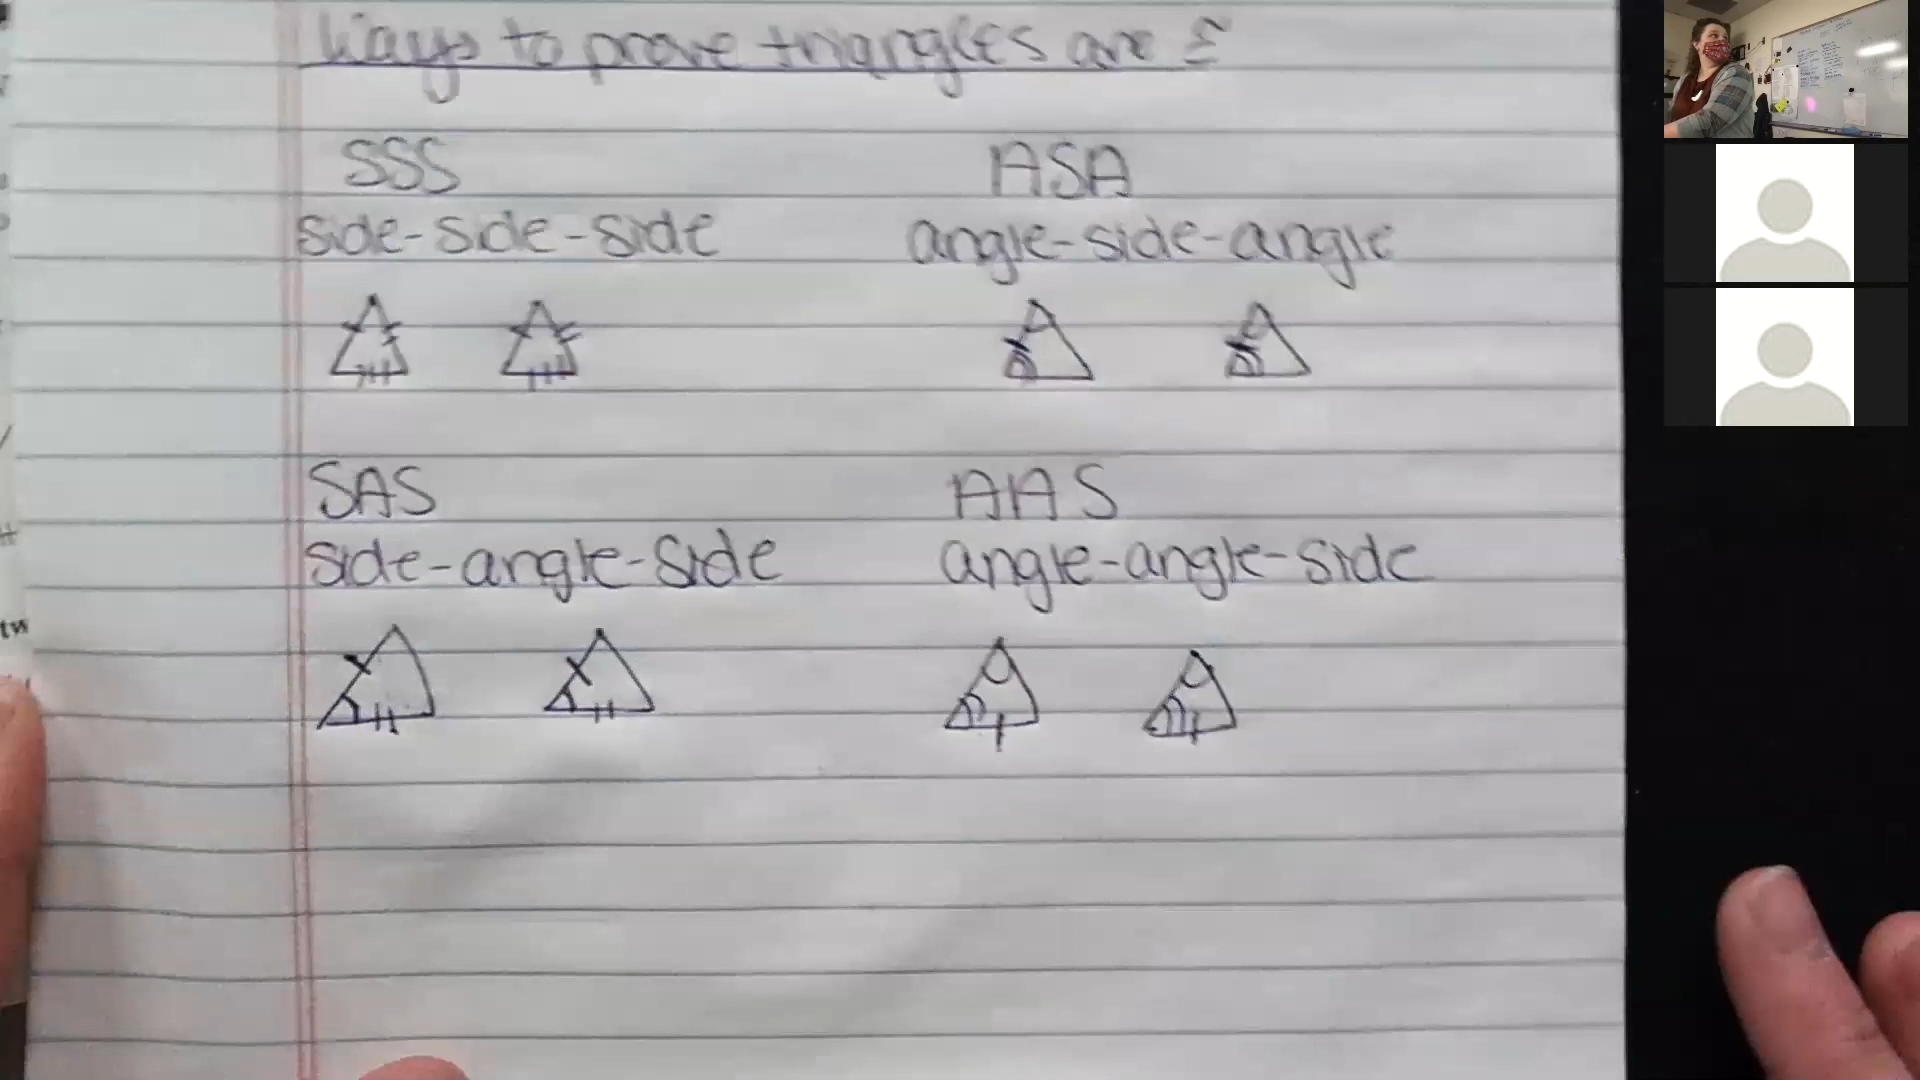 Ways to prove triangles are ≅
SSS
side-side-side
ASA
angle-side-angle
SAS
side-angle-side
AAS
angle-angle-side
tw